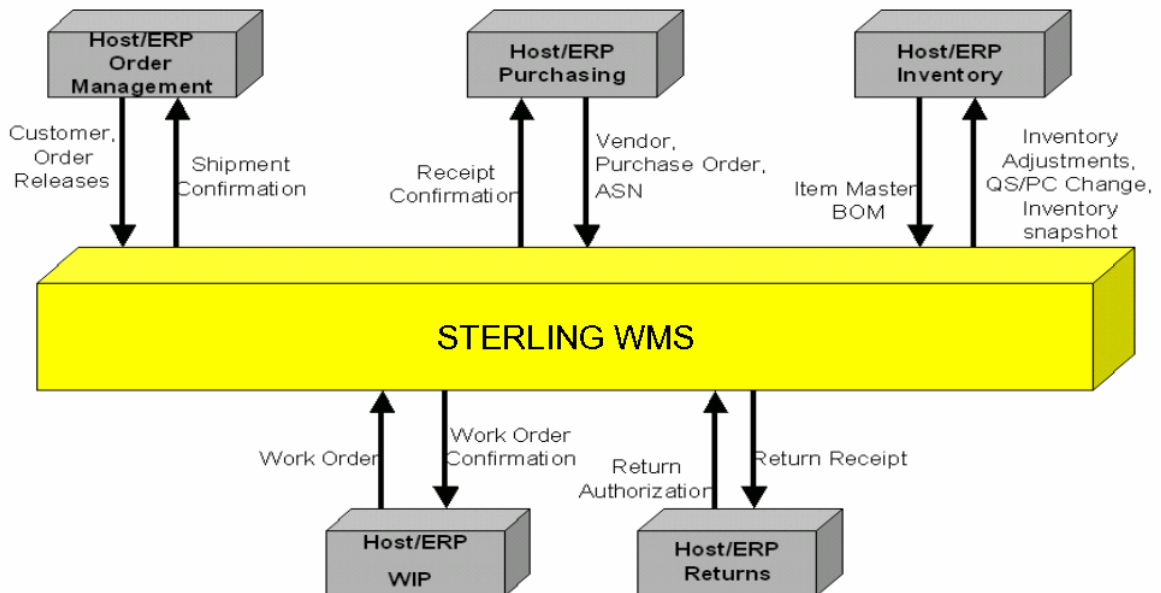 Host/ERP
Order
Management
Host/ERP
Purchasing
Host/ERP
Inventory
Customer,
Order
Releases
Shipment
Confirmation
Receipt
Confirmation
Vendor,
Purchase Order,
ASN
Item Master
BOM
Inventory
Adjustments,
QS/PC Change,
Inventory
snapshot
STERLING WMS
Work Order
Work Order
Confirmation
Return
Authorization
Return Receipt
Host/ERP
WIP
Host/ERP
Returns